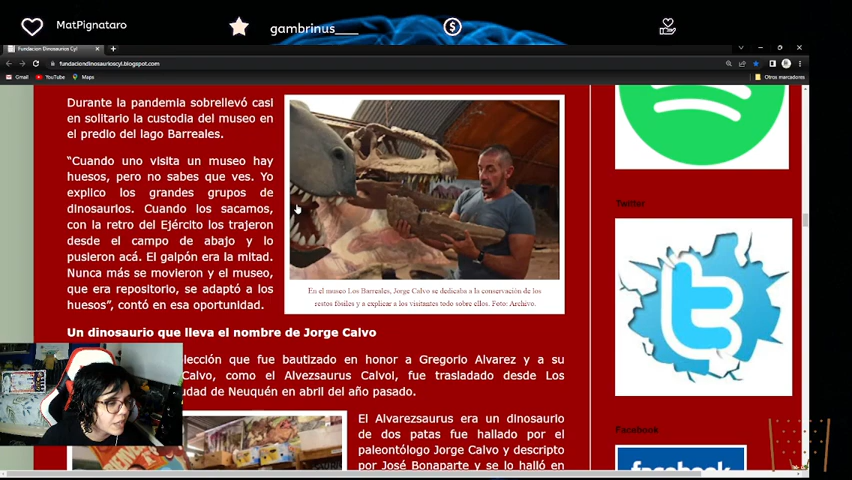 MatPignataro
gambrinus____
Fundacion Dinosaurios Cyl
fundaciondinosaurioscyl.blogspot.com
Gmail
YouTube
Maps
Otros marcadores
Durante la pandemia sobrellevó casi
en solitario la custodia del museo en
el predio del lago Barreales.
“Cuando uno visita un museo hay
huesos, pero no sabes que ves. Yo
explico los grandes grupos de
dinosaurios. Cuando los sacamos,
con la retro del Ejército los trajeron
desde el campo de abajo y lo
pusieron acá. El galpón era la mitad.
Nunca más se movieron y el museo,
que era repositorio, se adaptó a los
huesos”, contó en esa oportunidad.
En el museo Los Barreales, Jorge Calvo se dedicaba a la conservación de los
restos fósiles y a explicar a los visitantes todo sobre ellos. Foto: Archivo.
Un dinosaurio que lleva el nombre de Jorge Calvo
lección que fue bautizado en honor a Gregorio Alvarez y a su
Calvo, como el Alvezsaurus Calvoi, fue trasladado desde Los
udad de Neuquén en abril del año pasado.
El Alvarezsaurus era un dinosaurio
de dos patas fue hallado por el
paleontólogo Jorge Calvo y descripto
por José Bonaparte y se lo halló en
Twitter
Facebook
facebook